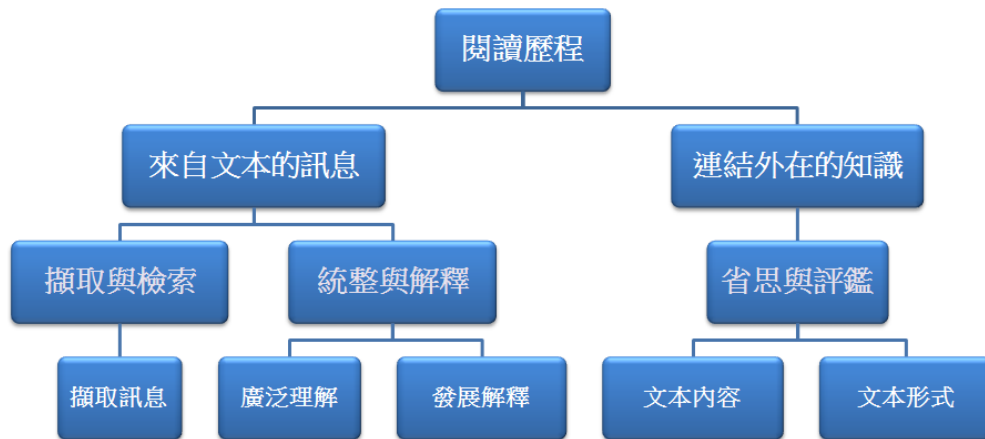 閱讀歷程
來自文本的訊息
連結外在的知識
擷取與檢索
統整與解釋
省思與評鑑
擷取訊息
廣泛理解
發展解釋
文本內容
文本形式